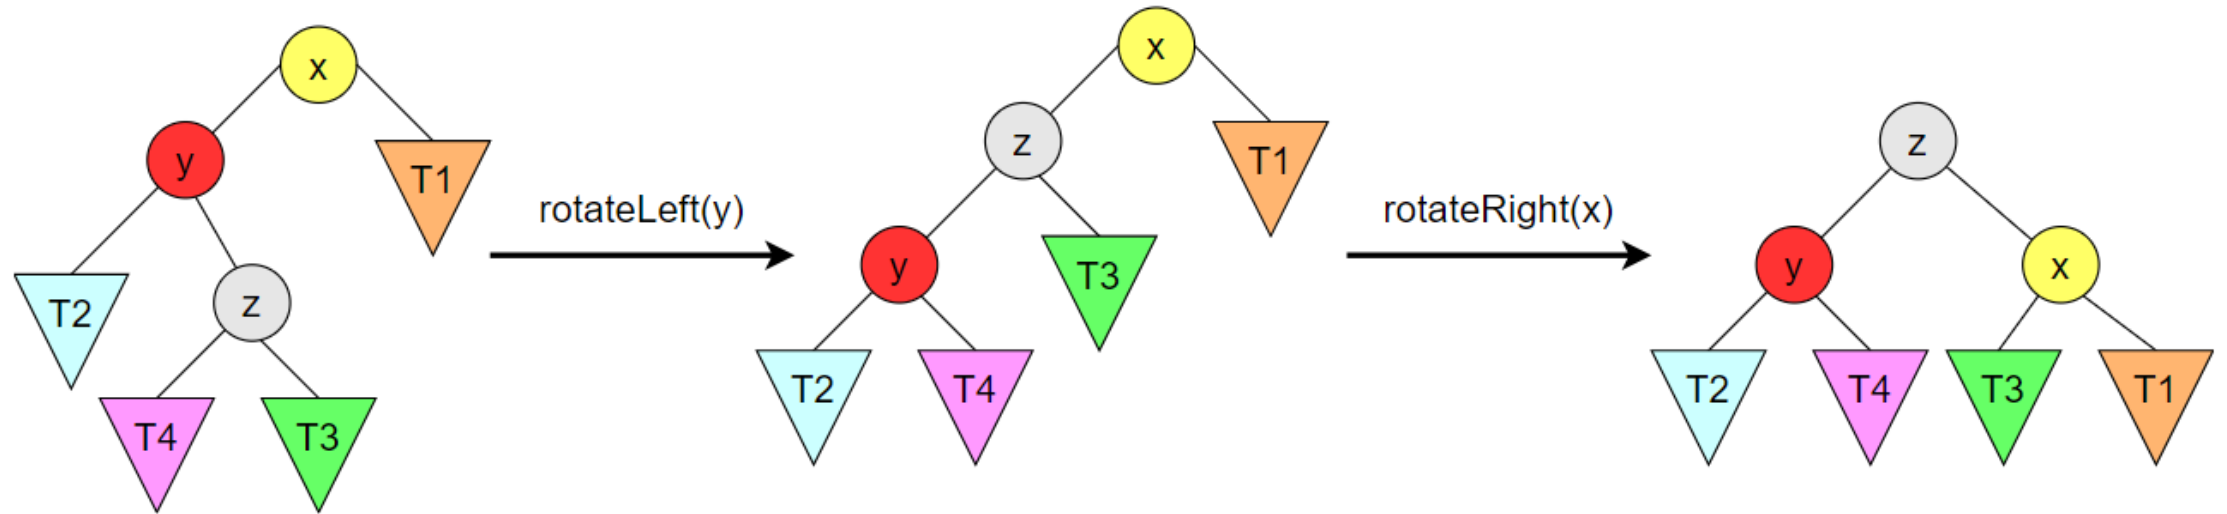 x
y
T1
T2
z
T4
T3
rotateLeft(y)
x
z
T1
y
T3
T2
T4
rotateRight(x)
z
y
x
T2
T4
T3
T1